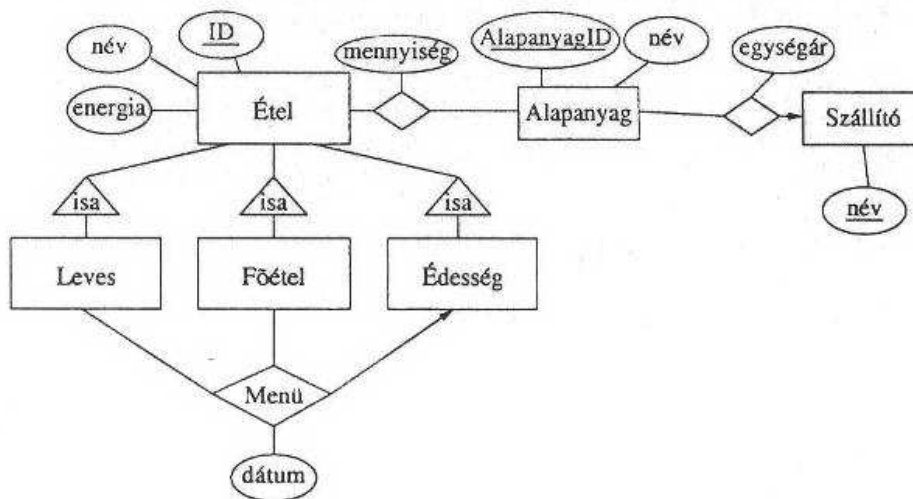 név
ID
mennyiség
AlapanyagID
név
egységár
energia
Étel
Alapanyag
Szállító
isa
isa
isa
név
Leves
Fõétel
Édesség
Menü
dátum